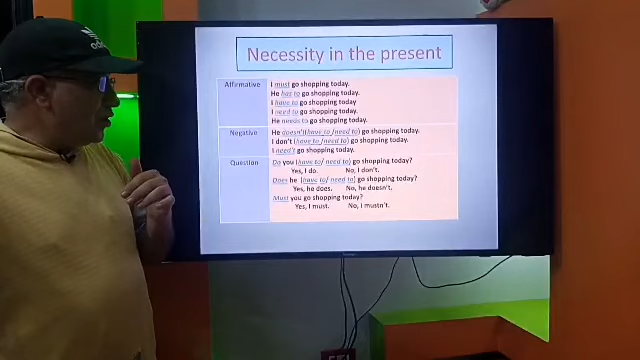 adidas
Necessity in the present
Affirmative
I must go shopping today.
He has to go shopping today.
I have to go shopping today
I need to go shopping today.
He needs to go shopping today.
Negative
He doesn't(have to /need to) go shopping today.
I don't (have to /need to) go shopping today.
I need't go shopping today.
Question
Do you (have to/ need to) go shopping today?
Yes, I do. No, I don't.
Does he (have to/ need to) go shopping today?
Yes, he does. No, he doesn't.
Must you go shopping today?
Yes, I must. No, I mustn't.